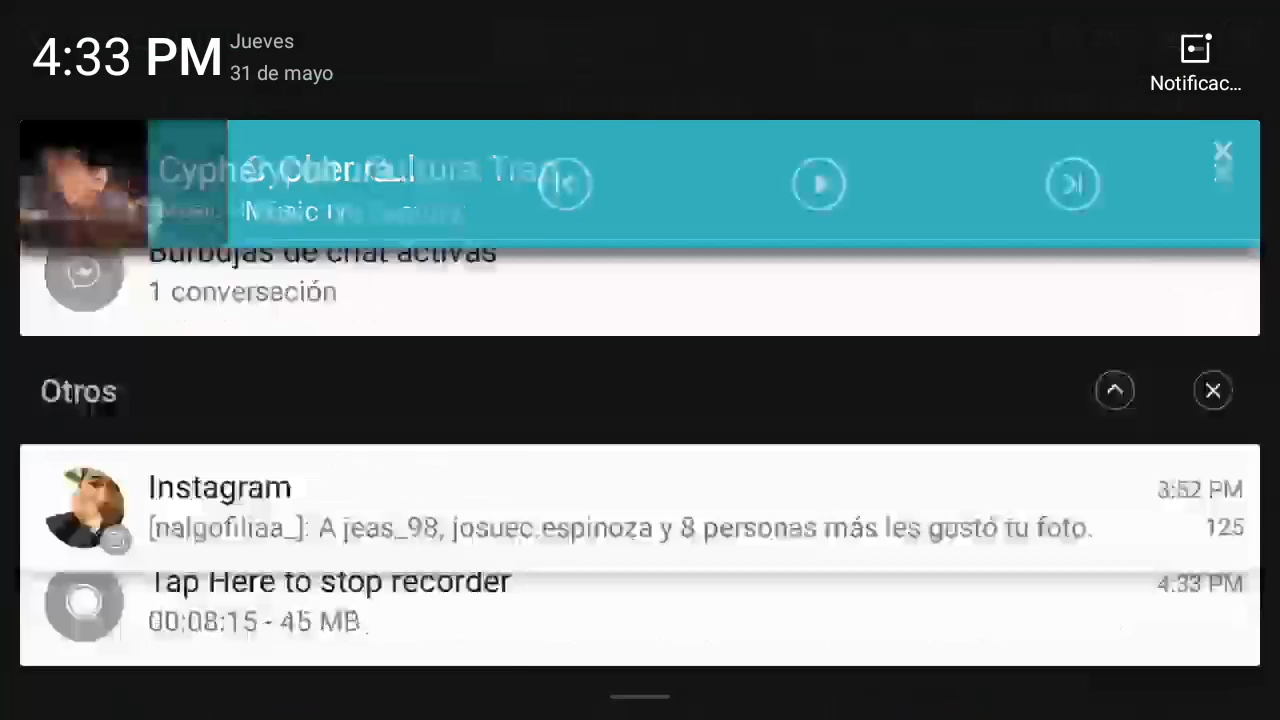 4:33 PM
Jueves
31 de mayo
Notificac...
Music
Burbujas de chat activas
1 conversación
Otros
Instagram
3:52 PM
[nalgofiliaa_]: A jeas_98, josuec.espinoza y 8 personas más les gustó tu foto.
125
Tap Here to stop recorder
4:33 PM
00:08:15 - 45 MB